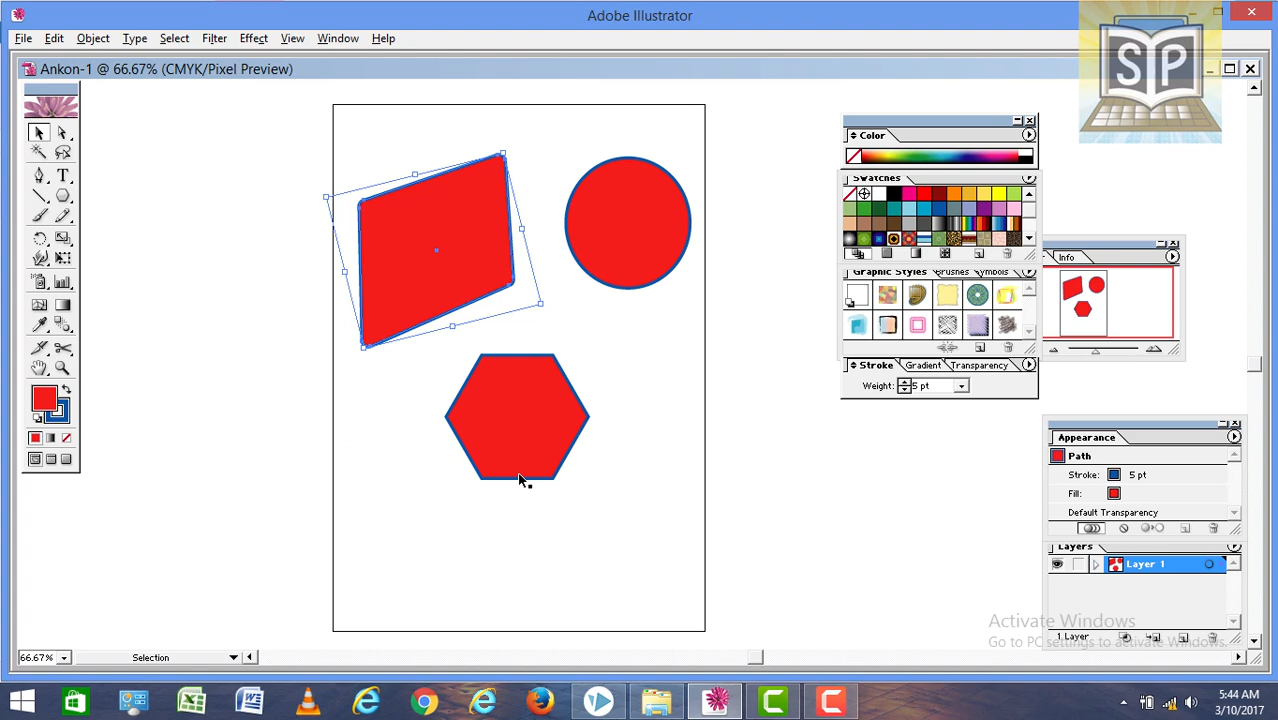 Adobe Illustrator
SP
File Edit Object Type Select Filter Effect View Window Help
Ankon-1 @ 66.67% (CMYK/Pixel Preview)
Color
Swatches
Info
Graphic Styles Brushes Symbols
Stroke Gradient Transparency
Weight: 5 pt
Appearance
Path
Stroke: 5 pt
Fill:
Default Transparency
Layers
Layer 1
Activate Windows
1 Layer
Go to PC settings to activate Windows.
66.67% Selection
5:44 AM
3/10/2017